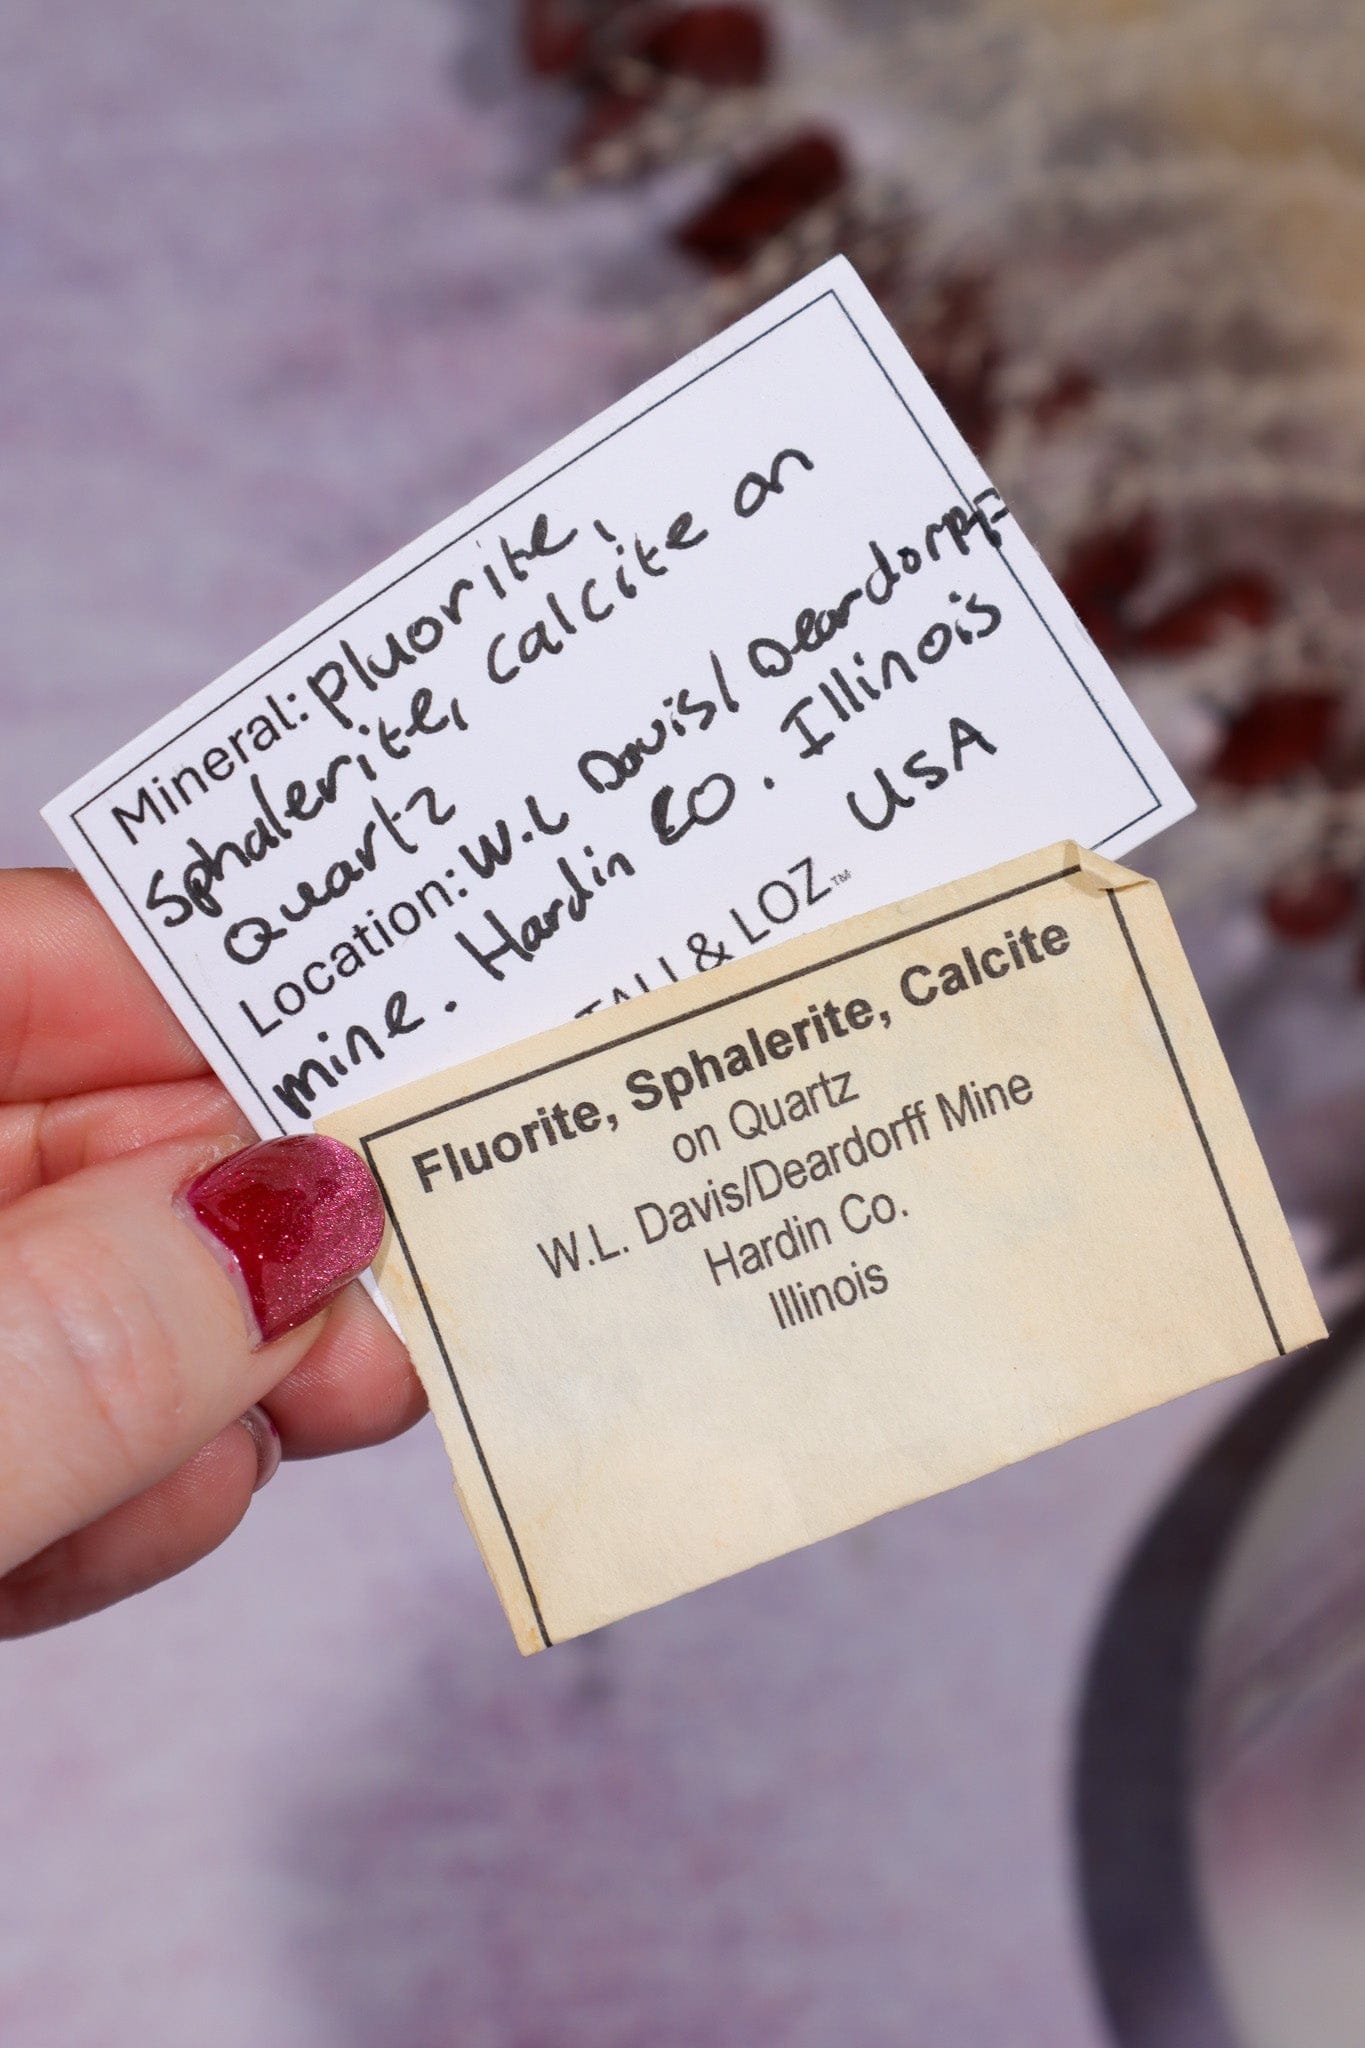 Mineral: Fluorite,
Sphalerite, calcite on
Quartz
Location: W.L Davis/Deardorff
mine. Hardin CO. Illinois
USA
& LOZ™
Fluorite, Sphalerite, Calcite
on Quartz
W.L. Davis/Deardorff Mine
Hardin Co.
Illinois